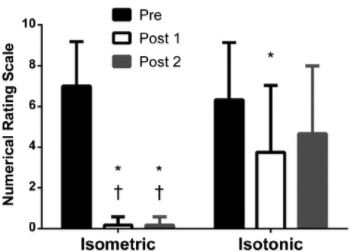 Numerical Rating Scale
10
8
6
4
2
0
Pre
Post 1
Post 2
* * *
† †
Isometric Isotonic